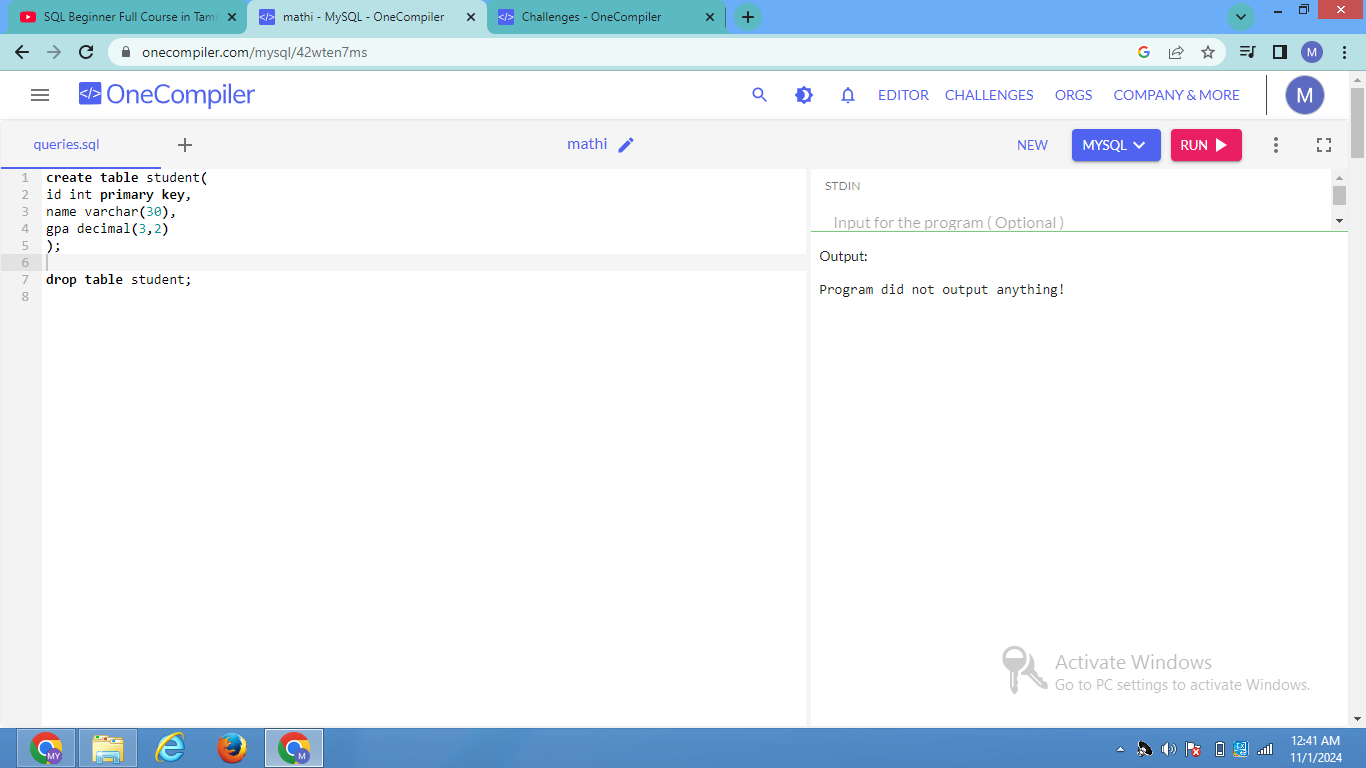 SQL Beginner Full Course in Tami
mathi - MySQL - OneCompiler
Challenges - OneCompiler
onecompiler.com/mysql/42wten7ms
M
</> OneCompiler
EDITOR CHALLENGES ORGS COMPANY & MORE
M
queries.sql
mathi
NEW MYSQL RUN
1 create table student(
2 id int primary key,
3 name varchar(30),
4 gpa decimal(3,2)
5 );
6
7 drop table student;
8
STDIN
Input for the program ( Optional )
Output:
Program did not output anything!
Activate Windows
Go to PC settings to activate Windows.
MY
M
12:41 AM
11/1/2024